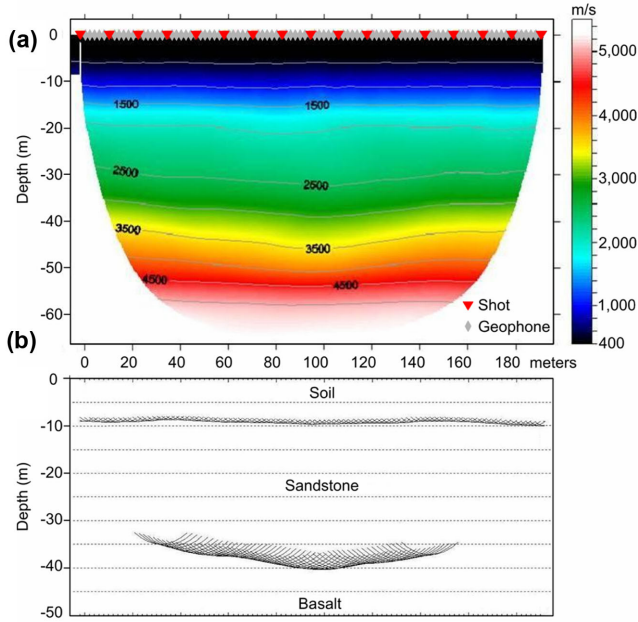 (a)
m/s
0
-10
-20
-30
-40
-50
-60
Depth (m)
1500 1500
2500 2500
3500 3500
4500 4500
Shot
Geophone
5,000
4,000
3,000
2,000
1,000
400
0 20 40 60 80 100 120 140 160 180 meters
(b)
0
-10
-20
-30
-40
-50
Depth (m)
Soil
Sandstone
Basalt